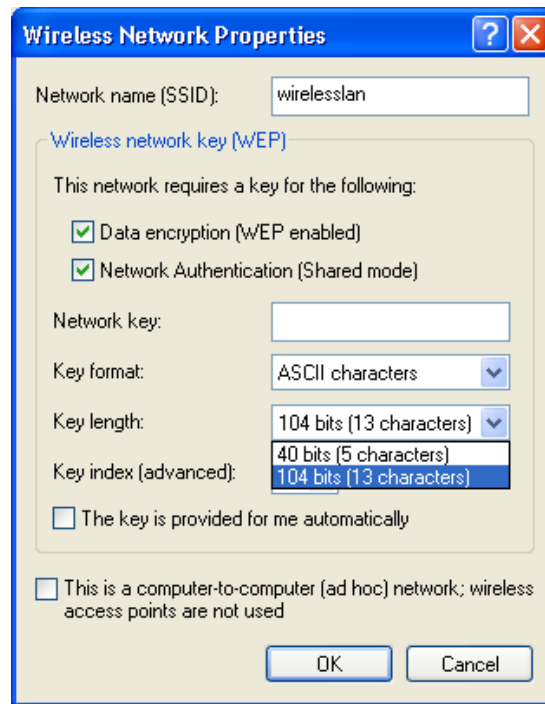 Wireless Network Properties
Network name (SSID): wirelesslan
Wireless network key (WEP)
This network requires a key for the following:
Data encryption (WEP enabled)
Network Authentication (Shared mode)
Network key:
Key format: ASCII characters
Key length: 104 bits (13 characters)
40 bits (5 characters)
Key index (advanced): 104 bits (13 characters)
The key is provided for me automatically
This is a computer-to-computer (ad hoc) network; wireless
access points are not used
OK Cancel